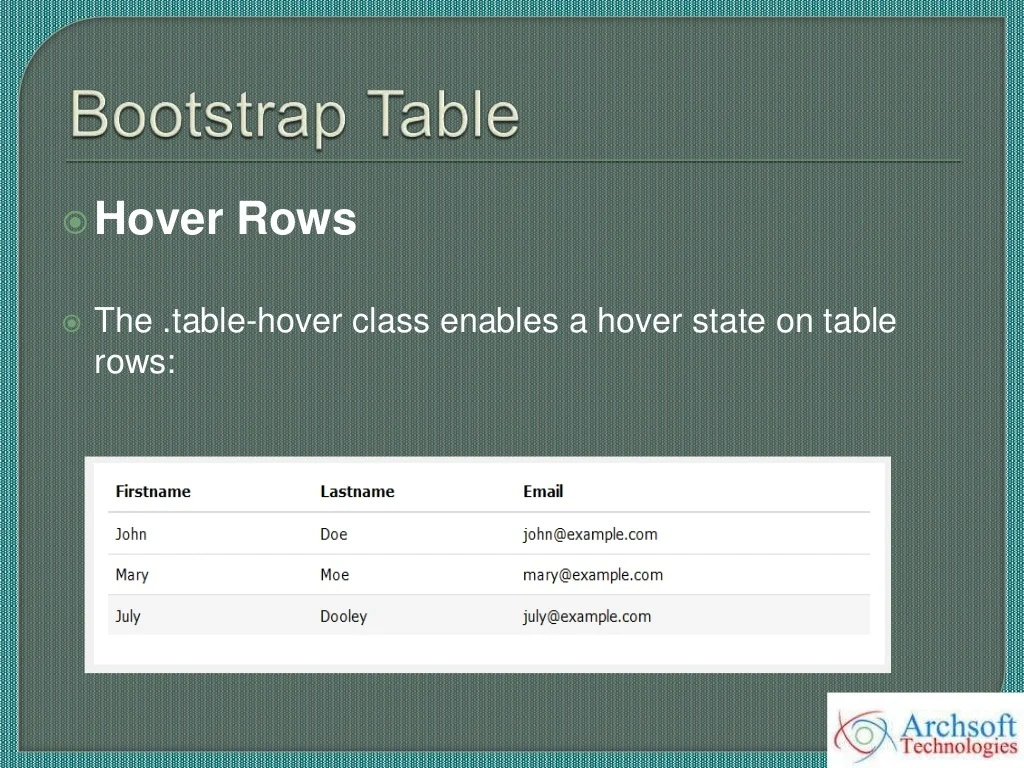 Bootstrap Table
Hover Rows
The .table-hover class enables a hover state on table
rows:
Firstname Lastname Email
John Doe john@example.com
Mary Moe mary@example.com
July Dooley july@example.com
Archsoft
Technologies